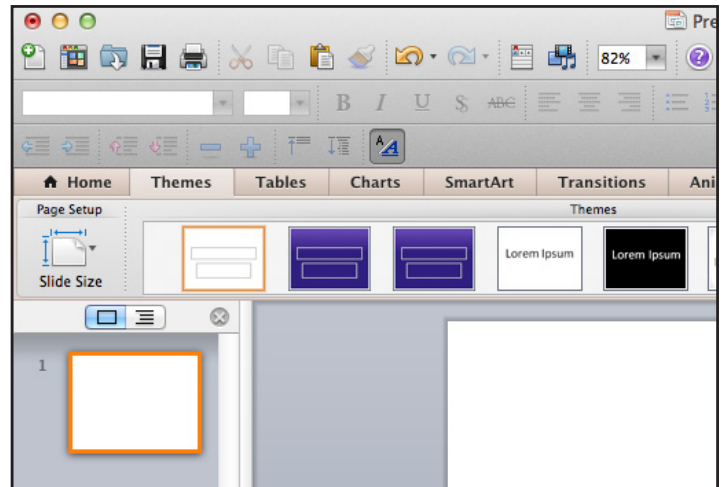 Pre
82%
B I U S ABC
A A
Home Themes Tables Charts SmartArt Transitions Ani
Page Setup Themes
Lorem Ipsum Lorem Ipsum
Slide Size
1